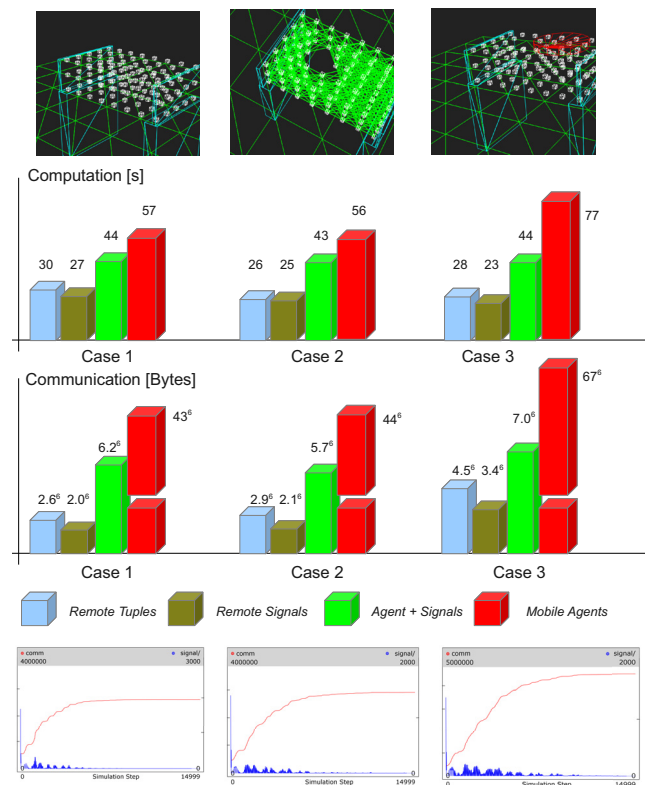 Computation [s]
30 27 44 57
26 25 43 56
28 23 44 77
Case 1 Case 2 Case 3
Communication [Bytes]
2.6⁶ 2.0⁶ 6.2⁶ 43⁶
2.9⁶ 2.1⁶ 5.7⁶ 44⁶
4.5⁶ 3.4⁶ 7.0⁶ 67⁶
Case 1 Case 2 Case 3
Remote Tuples Remote Signals Agent + Signals Mobile Agents
comm signal/
4000000 3000
0 0
0 Simulation Step 14999
comm signal/
4000000 2000
0 0
0 Simulation Step 14999
comm signal/
5000000 2000
0 0
0 Simulation Step 14999